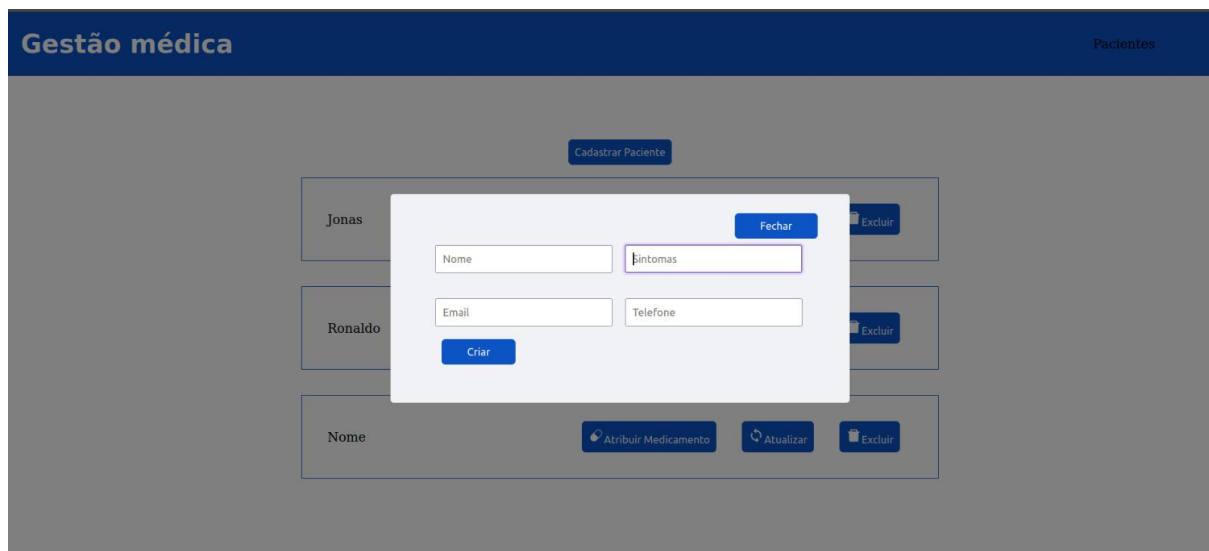 Gestão médica
Pacientes
Cadastrar Paciente
Jonas
Excluir
Fechar
Nome
Sintomas
Email
Telefone
Criar
Ronaldo
Excluir
Nome
Atribuir Medicamento
Atualizar
Excluir